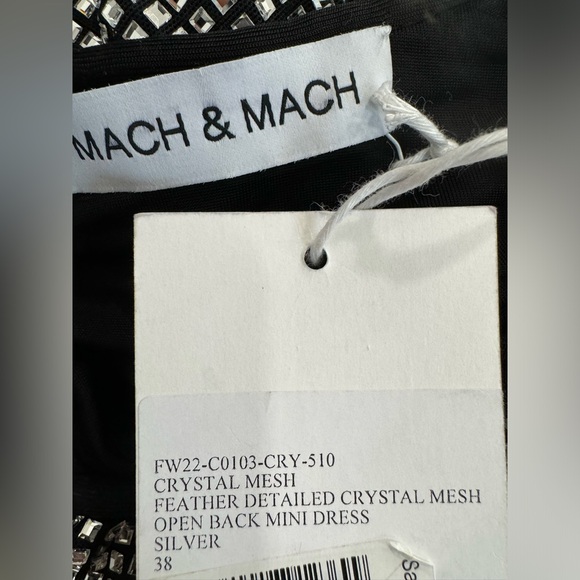 MACH & MACH
FW22-C0103-CRY-510
CRYSTAL MESH
FEATHER DETAILED CRYSTAL MESH
OPEN BACK MINI DRESS
SILVER
38